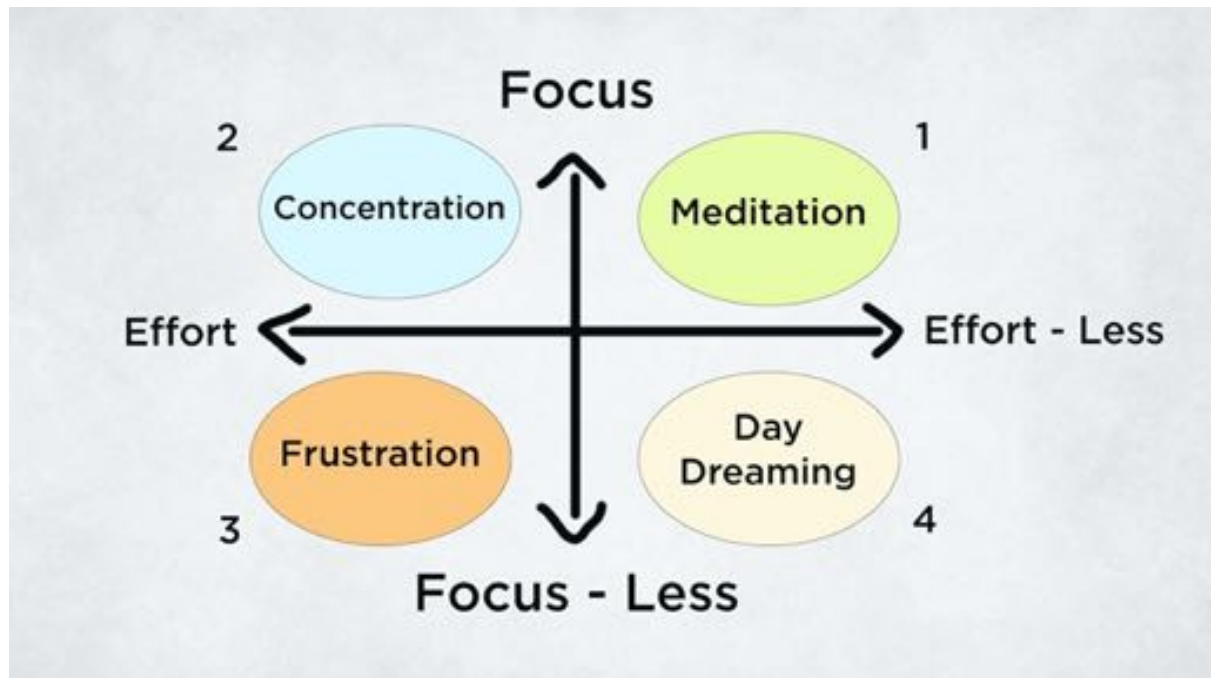 Focus
2
1
Concentration
Meditation
Effort
Effort - Less
Frustration
Day
Dreaming
3
4
Focus - Less